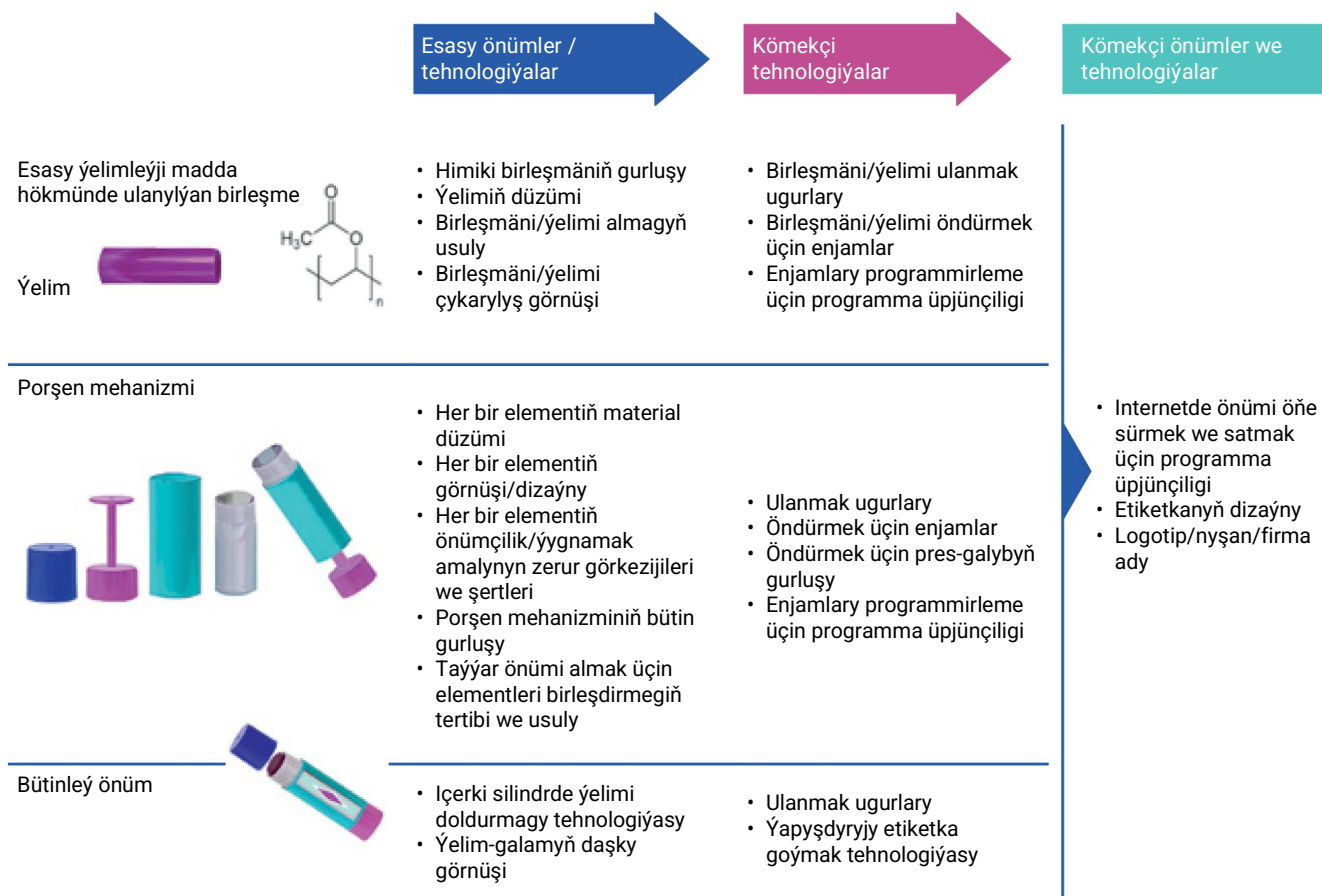 Esasy önümler /
tehnologiýalar
Kömekçi
tehnologiýalar
Kömekçi önümler we
tehnologiýalar
Esasy ýelimleýji madda
hökmünde ulanylýan birleşme
O
H₃C
O
n
Ýelim
• Himiki birleşmäniň gurluşy
• Ýelimiň düzümi
• Birleşmäni/ýelimi almagyň
usuly
• Birleşmäni/ýelimi
çykarylyş görnüşi
• Birleşmäni/ýelimi ulanmak
ugurlary
• Birleşmäni/ýelimi öndürmek
üçin enjamlar
• Enjamlary programmirleme
üçin programma üpjünçiligi
Porşen mehanizmi
• Her bir elementiň material
düzümi
• Her bir elementiň
görnüşi/dizaýny
• Her bir elementiň
önümçilik/ýygnamak
amalynyn zerur görkezijileri
we şertleri
• Porşen mehanizminiň bütin
gurluşy
• Taýýar önümi almak üçin
elementleri birleşdirmegiň
tertibi we usuly
• Ulanmak ugurlary
• Öndürmek üçin enjamlar
• Öndürmek üçin pres-galybyň
gurluşy
• Enjamlary programmirleme
üçin programma üpjünçiligi
• Internetde önümi öňe
sürmek we satmak
üçin programma
üpjünçiligi
• Etiketkanyň dizaýny
• Logotip/nyşan/firma
ady
Bütinleý önüm
• Içerki silindrde ýelimi
doldurmagy tehnologiýasy
• Ýelim-galamyň daşky
görnüşi
• Ulanmak ugurlary
• Ýapyşdyryjy etiketka
goýmak tehnologiýasy